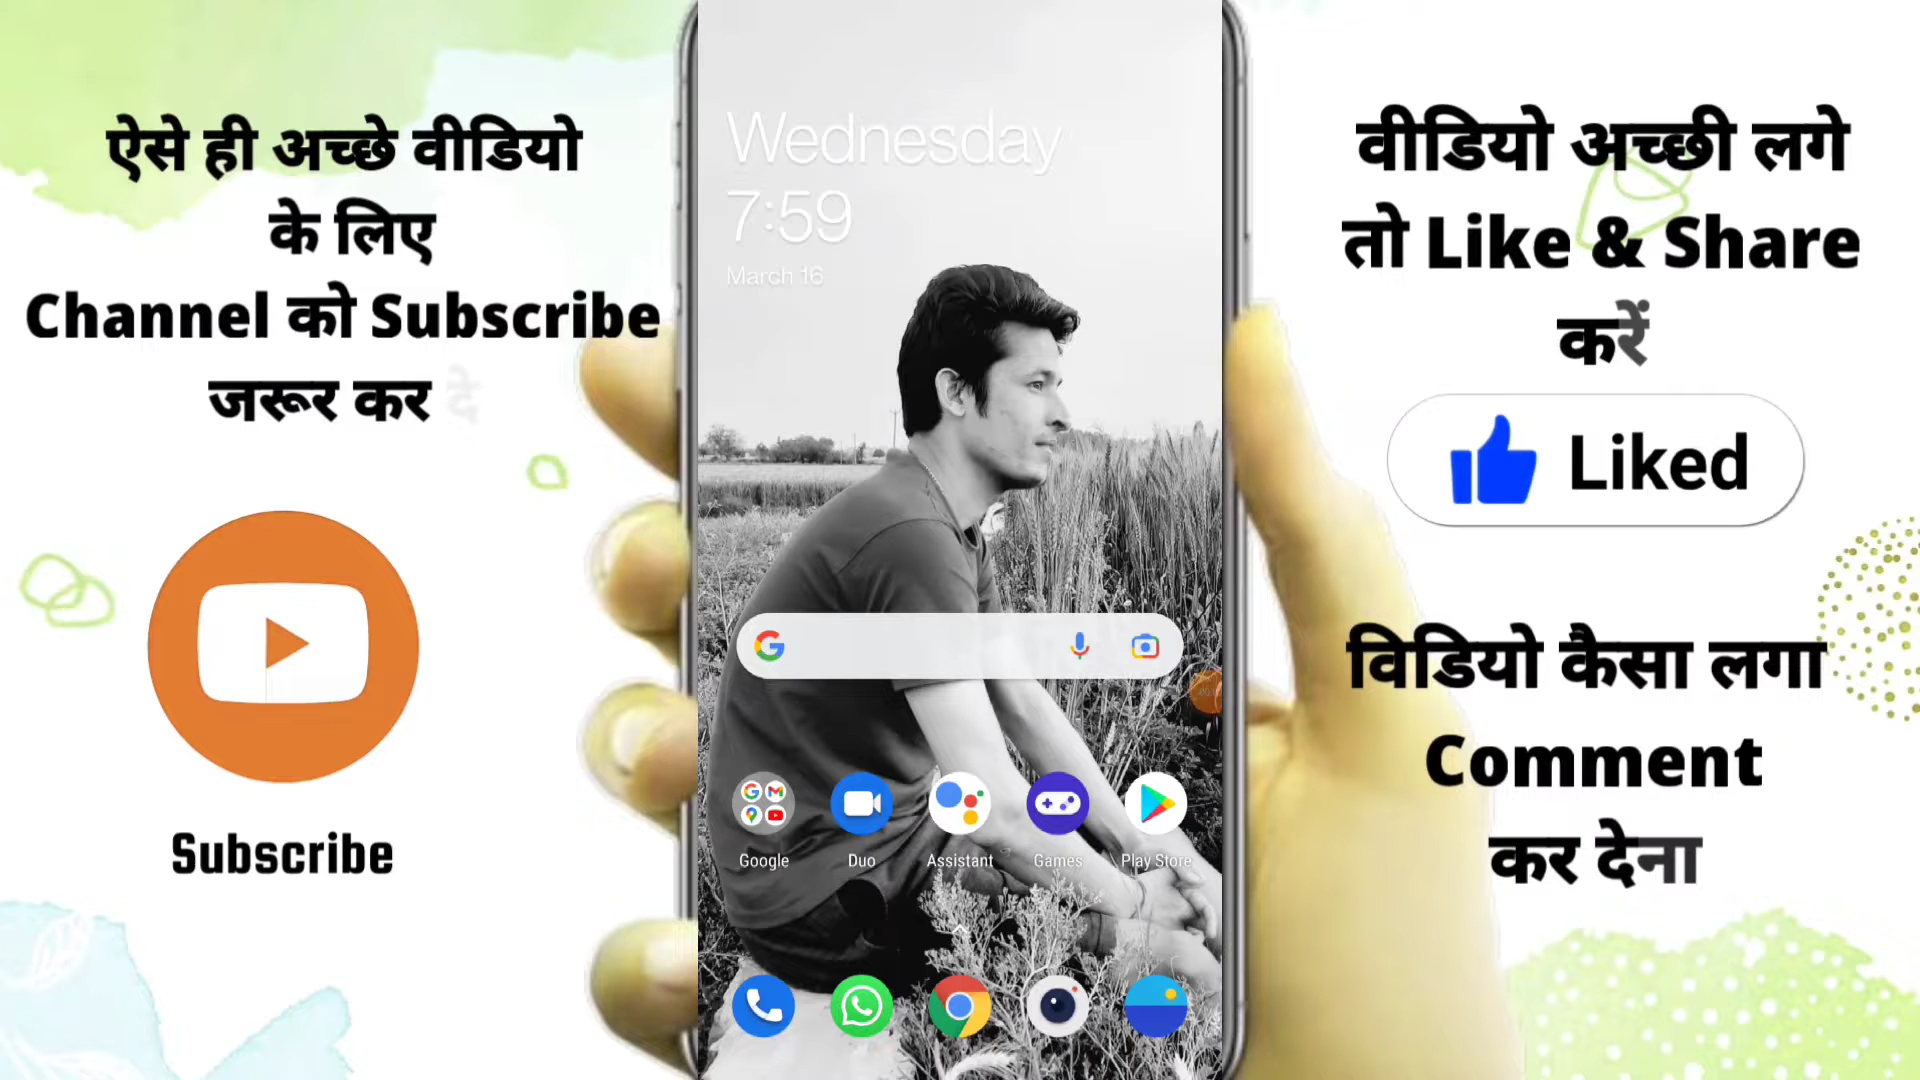 ऐसे ही अच्छे वीडियो
के लिए
Channel को Subscribe
जरूर कर दे
Subscribe
Wednesday
7:59
March 16
Google
Duo
Assistant
Games
Play Store
वीडियो अच्छी लगे
तो Like & Share
करें
Liked
विडियो कैसा लगा
Comment
कर देना